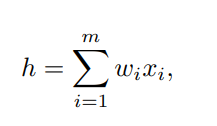 h = \sum_{i=1}^{m} w_i x_i,